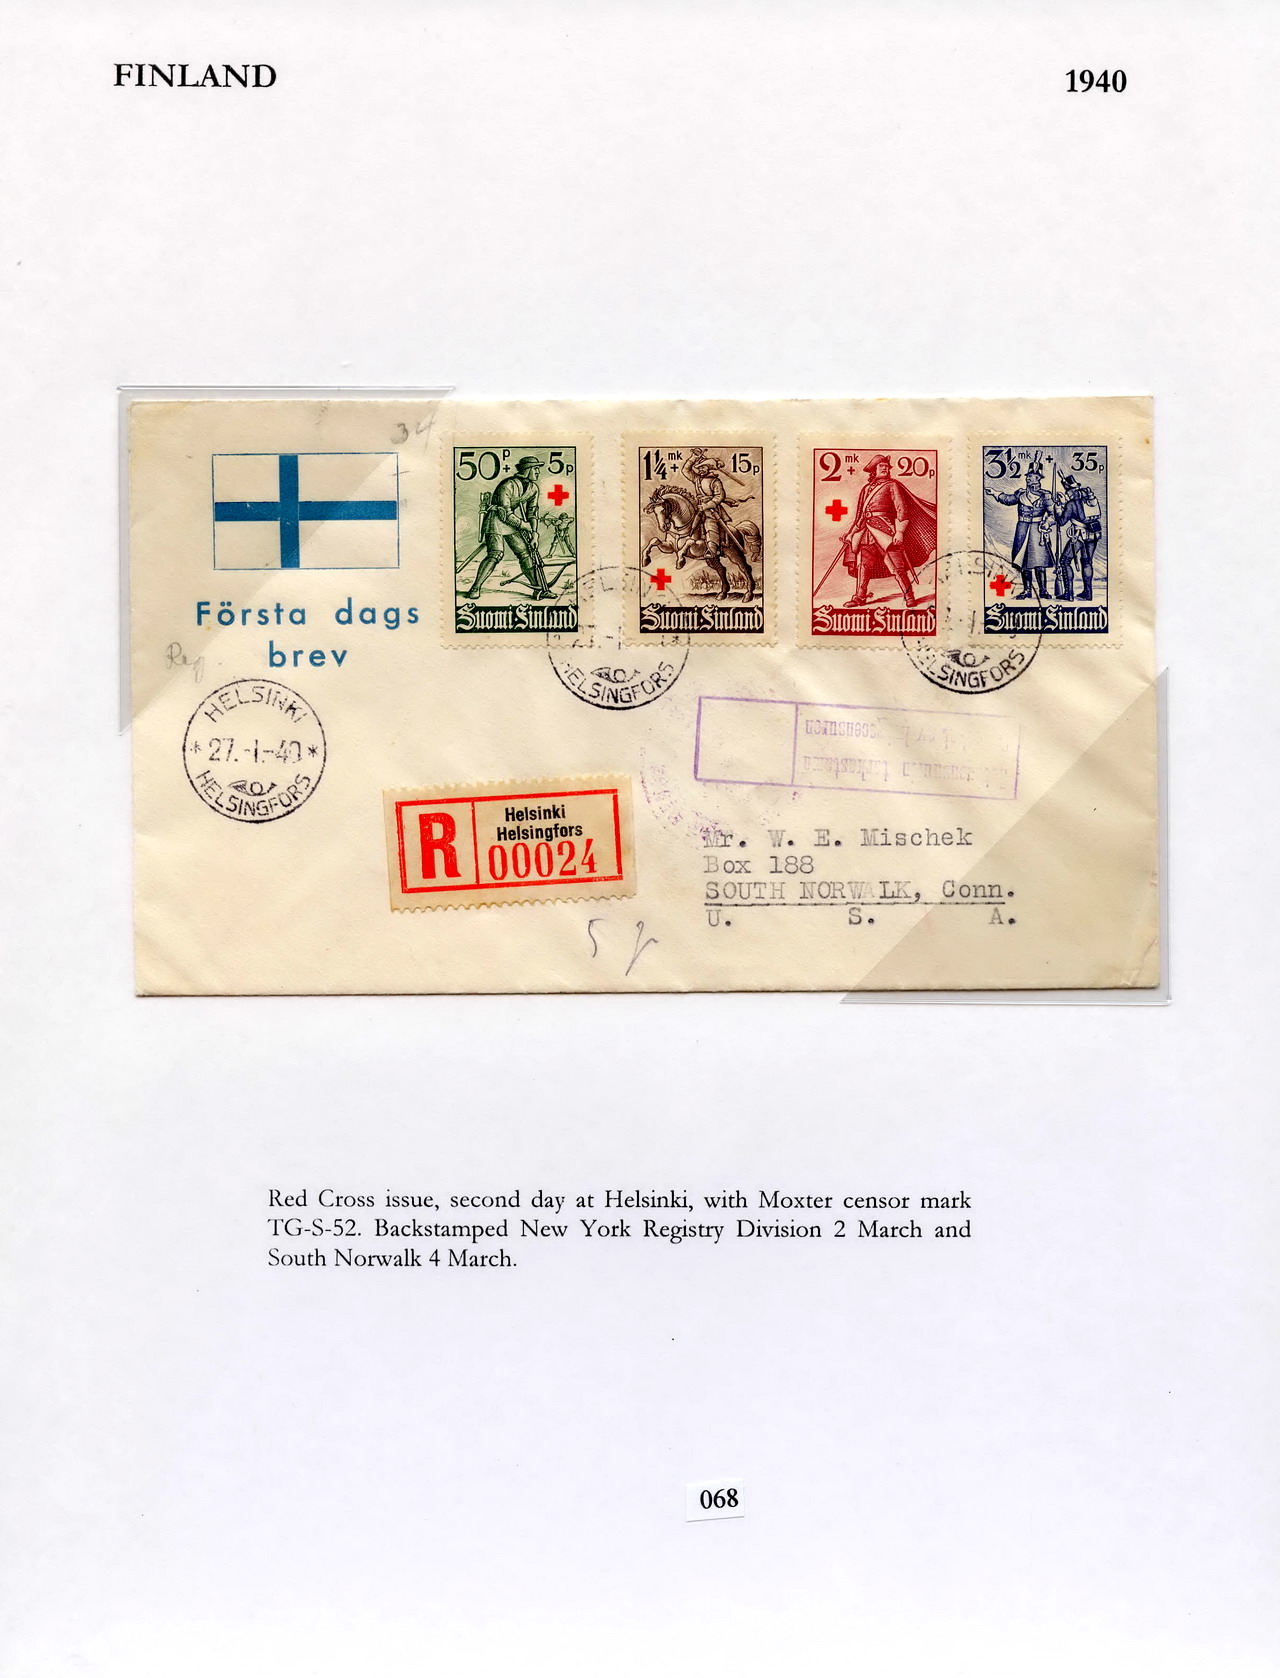 FINLAND
1940
34
50 P + 5 P
1¼ mk + 15 P
2 mk + 20 P
3½ mk + 35 P
Suomi-Finland
Suomi-Finland
Suomi-Finland
Suomi-Finland
Första dags
brev
Reg.
HELSINKI
27.-I.-40
HELSINGFORS
HELSINGFORS
HELSINGFORS
R
Helsinki
Helsingfors
00024
Mr. W. E. Mischek
Box 188
SOUTH NORWALK, Conn.
U. S. A.
5
Red Cross issue, second day at Helsinki, with Moxter censor mark
TG-S-52. Backstamped New York Registry Division 2 March and
South Norwalk 4 March.
068